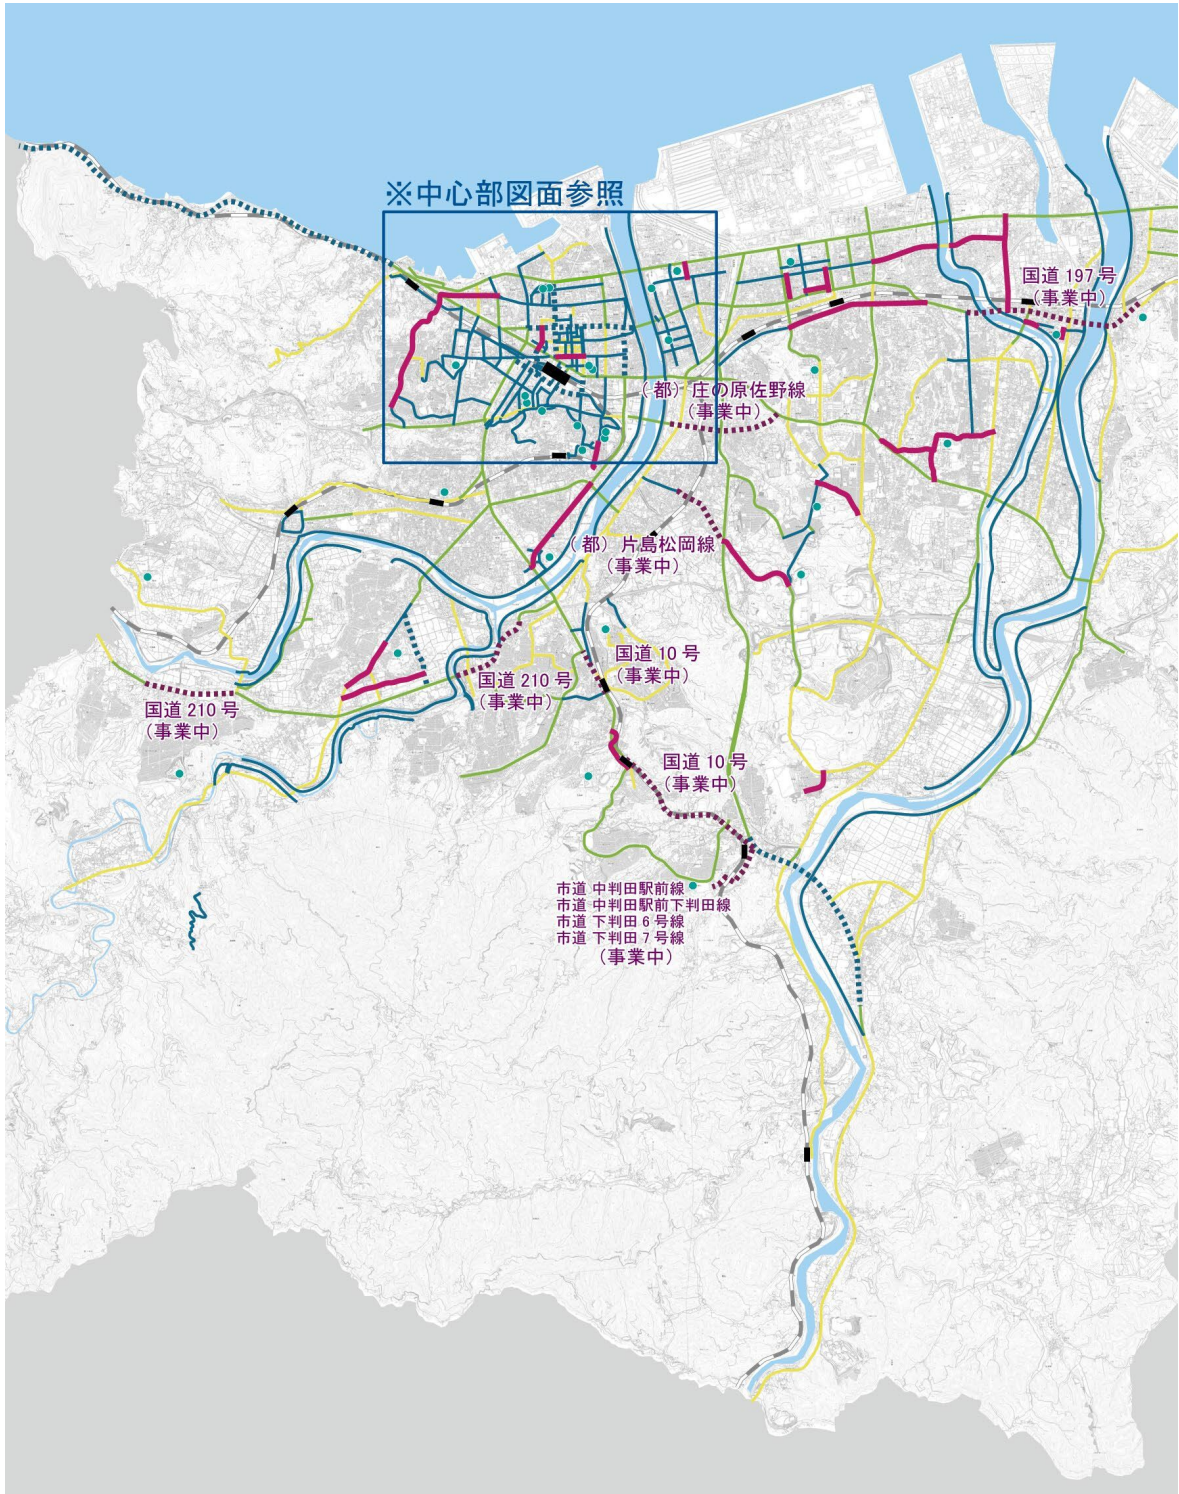 ※中心部図面参照
国道 197 号
(事業中)
(都) 庄の原佐野線
(事業中)
(都) 片島松岡線
(事業中)
国道 10 号
(事業中)
国道 210 号
(事業中)
国道 210 号
(事業中)
国道 10 号
(事業中)
市道 中判田駅前線
市道 中判田駅前下判田線
市道 下判田 6 号線
市道 下判田 7 号線
(事業中)